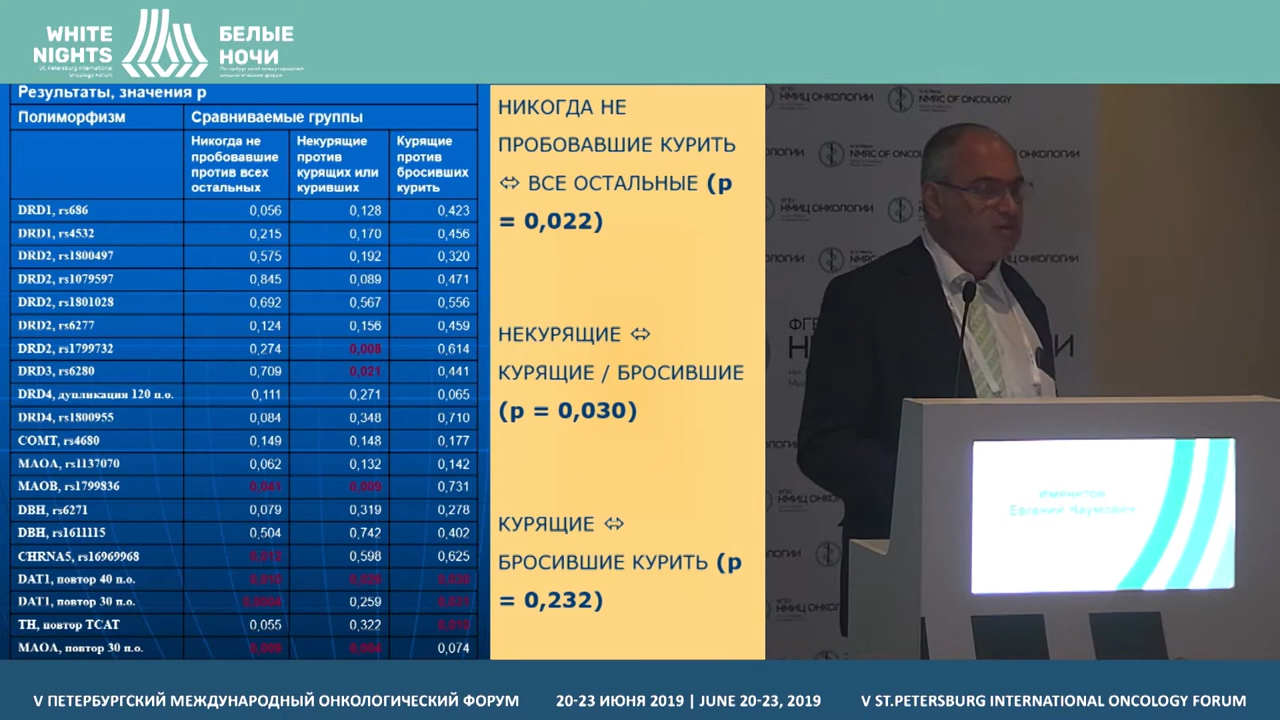 WHITE
NIGHTS
St. Petersburg International
Oncology Forum
БЕЛЫЕ
НОЧИ
Результаты, значения p
Полиморфизм Сравниваемые группы
Никогда не пробовавшие против всех остальных Некурящие против курящих или куривших Курящие против бросивших курить
DRD1, rs686 0,056 0,128 0,423
DRD1, rs4532 0,215 0,170 0,456
DRD2, rs1800497 0,575 0,192 0,320
DRD2, rs1079597 0,845 0,089 0,471
DRD2, rs1801028 0,692 0,567 0,556
DRD2, rs6277 0,124 0,156 0,459
DRD2, rs1799732 0,274 0,008 0,614
DRD3, rs6280 0,709 0,021 0,441
DRD4, дупликация 120 п.о. 0,111 0,271 0,065
DRD4, rs1800955 0,084 0,348 0,710
COMT, rs4680 0,149 0,148 0,177
MAOA, rs1137070 0,062 0,132 0,142
MAOB, rs1799836 0,041 0,009 0,731
DBH, rs6271 0,079 0,319 0,278
DBH, rs1611115 0,504 0,742 0,402
CHRNA5, rs16969968 0,598 0,625
DAT1, повтор 40 п.о.
DAT1, повтор 30 п.о. 0,259
TH, повтор TCAT 0,055 0,322
MAOA, повтор 30 п.о. 0,074
НИКОГДА НЕ
ПРОБОВАВШИЕ КУРИТЬ
⇔ ВСЕ ОСТАЛЬНЫЕ (p
= 0,022)
НЕКУРЯЩИЕ ⇔
КУРЯЩИЕ / БРОСИВШИЕ
(p = 0,030)
КУРЯЩИЕ ⇔
БРОСИВШИЕ КУРИТЬ (p
= 0,232)
НМИЦ ОНКОЛОГИИ
NMRC OF ONCOLOGY
NMRC OF ONCOLOGY
НМИЦ ОНКОЛОГИИ
Имянитов
Евгений Наумович
V ПЕТЕРБУРГСКИЙ МЕЖДУНАРОДНЫЙ ОНКОЛОГИЧЕСКИЙ ФОРУМ
20-23 ИЮНЯ 2019 | JUNE 20-23, 2019
V ST.PETERSBURG INTERNATIONAL ONCOLOGY FORUM